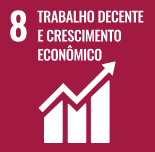 8 TRABALHO DECENTE
E CRESCIMENTO
ECONÔMICO